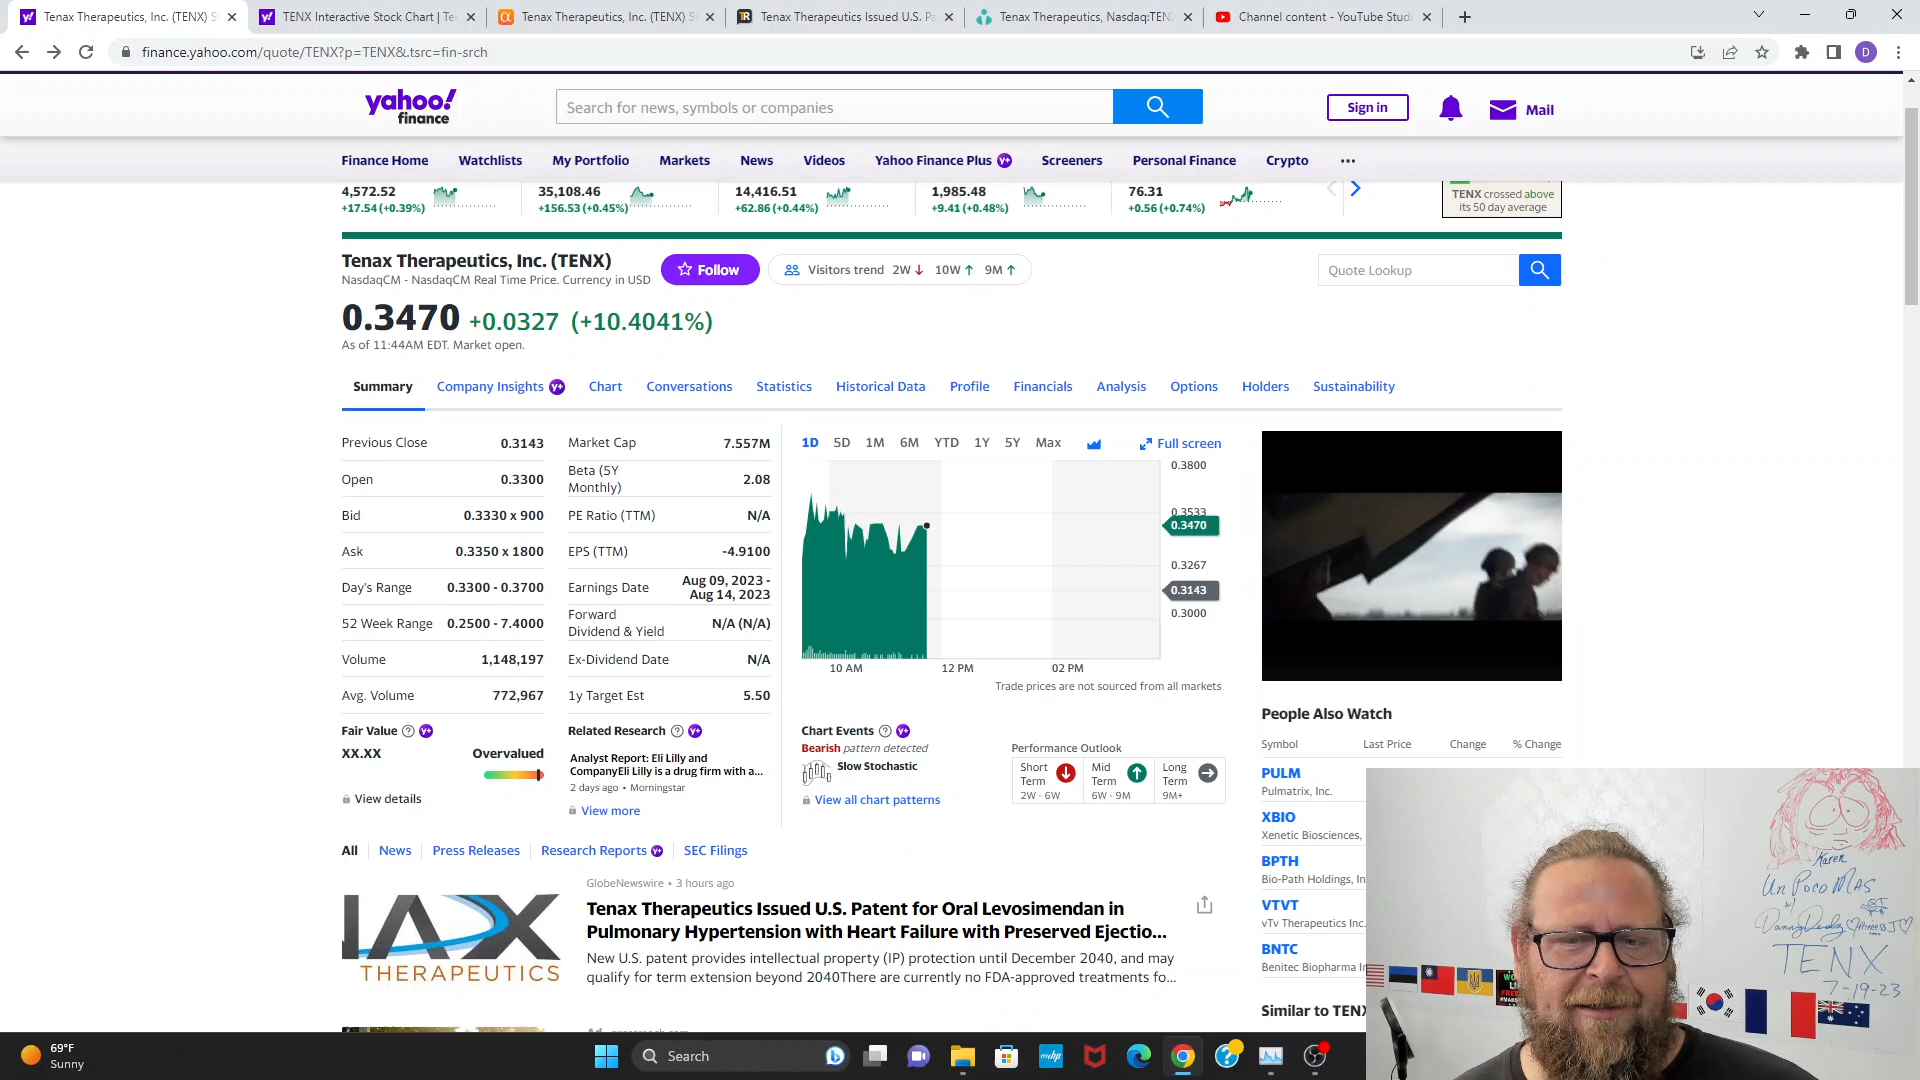 Tenax Therapeutics, Inc. (TENX) S
TENX Interactive Stock Chart | Te
Tenax Therapeutics, Inc. (TENX) S
Tenax Therapeutics Issued U.S. Pa
Tenax Therapeutics, Nasdaq:TEN
Channel content - YouTube Studi
finance.yahoo.com/quote/TENX?p=TENX&.tsrc=fin-srch
D
yahoo!
finance
Search for news, symbols or companies
Sign in
Mail
Finance Home
Watchlists
My Portfolio
Markets
News
Videos
Yahoo Finance Plus
Screeners
Personal Finance
Crypto
...
4,572.52
+17.54 (+0.39%)
35,108.46
+156.53 (+0.45%)
14,416.51
+62.86 (+0.44%)
1,985.48
+9.41 (+0.48%)
76.31
+0.56 (+0.74%)
TENX crossed above
its 50 day average
Tenax Therapeutics, Inc. (TENX)
NasdaqCM - NasdaqCM Real Time Price. Currency in USD
Follow
Visitors trend 2W 10W 9M
Quote Lookup
0.3470 +0.0327 (+10.4041%)
As of 11:44AM EDT. Market open.
Summary
Company Insights
Chart
Conversations
Statistics
Historical Data
Profile
Financials
Analysis
Options
Holders
Sustainability
Previous Close 0.3143
Open 0.3300
Bid 0.3330 x 900
Ask 0.3350 x 1800
Day's Range 0.3300 - 0.3700
52 Week Range 0.2500 - 7.4000
Volume 1,148,197
Avg. Volume 772,967
Market Cap 7.557M
Beta (5Y
Monthly) 2.08
PE Ratio (TTM) N/A
EPS (TTM) -4.9100
Earnings Date Aug 09, 2023 -
Aug 14, 2023
Forward
Dividend & Yield N/A (N/A)
Ex-Dividend Date N/A
1y Target Est 5.50
1D 5D 1M 6M YTD 1Y 5Y Max
Full screen
0.3800
0.3533
0.3470
0.3267
0.3143
0.3000
10 AM 12 PM 02 PM
Trade prices are not sourced from all markets
Fair Value
XX.XX Overvalued
View details
Related Research
Analyst Report: Eli Lilly and
CompanyEli Lilly is a drug firm with a...
2 days ago • Morningstar
View more
Chart Events
Bearish pattern detected
Slow Stochastic
View all chart patterns
Performance Outlook
Short
Term
2W - 6W
Mid
Term
6W - 9M
Long
Term
9M+
People Also Watch
Symbol Last Price Change % Change
PULM
Pulmatrix, Inc.
XBIO
Xenetic Biosciences,
BPTH
Bio-Path Holdings, In
VTVT
vTv Therapeutics Inc.
BNTC
Benitec Biopharma In
Similar to TENX
All
News
Press Releases
Research Reports
SEC Filings
GlobeNewswire • 3 hours ago
Tenax Therapeutics Issued U.S. Patent for Oral Levosimendan in
Pulmonary Hypertension with Heart Failure with Preserved Ejectio...
New U.S. patent provides intellectual property (IP) protection until December 2040, and may
qualify for term extension beyond 2040There are currently no FDA-approved treatments fo...
THERAPEUTICS
Karen
Un Poco MAS
TENX
7-19-23
69°F
Sunny
Search